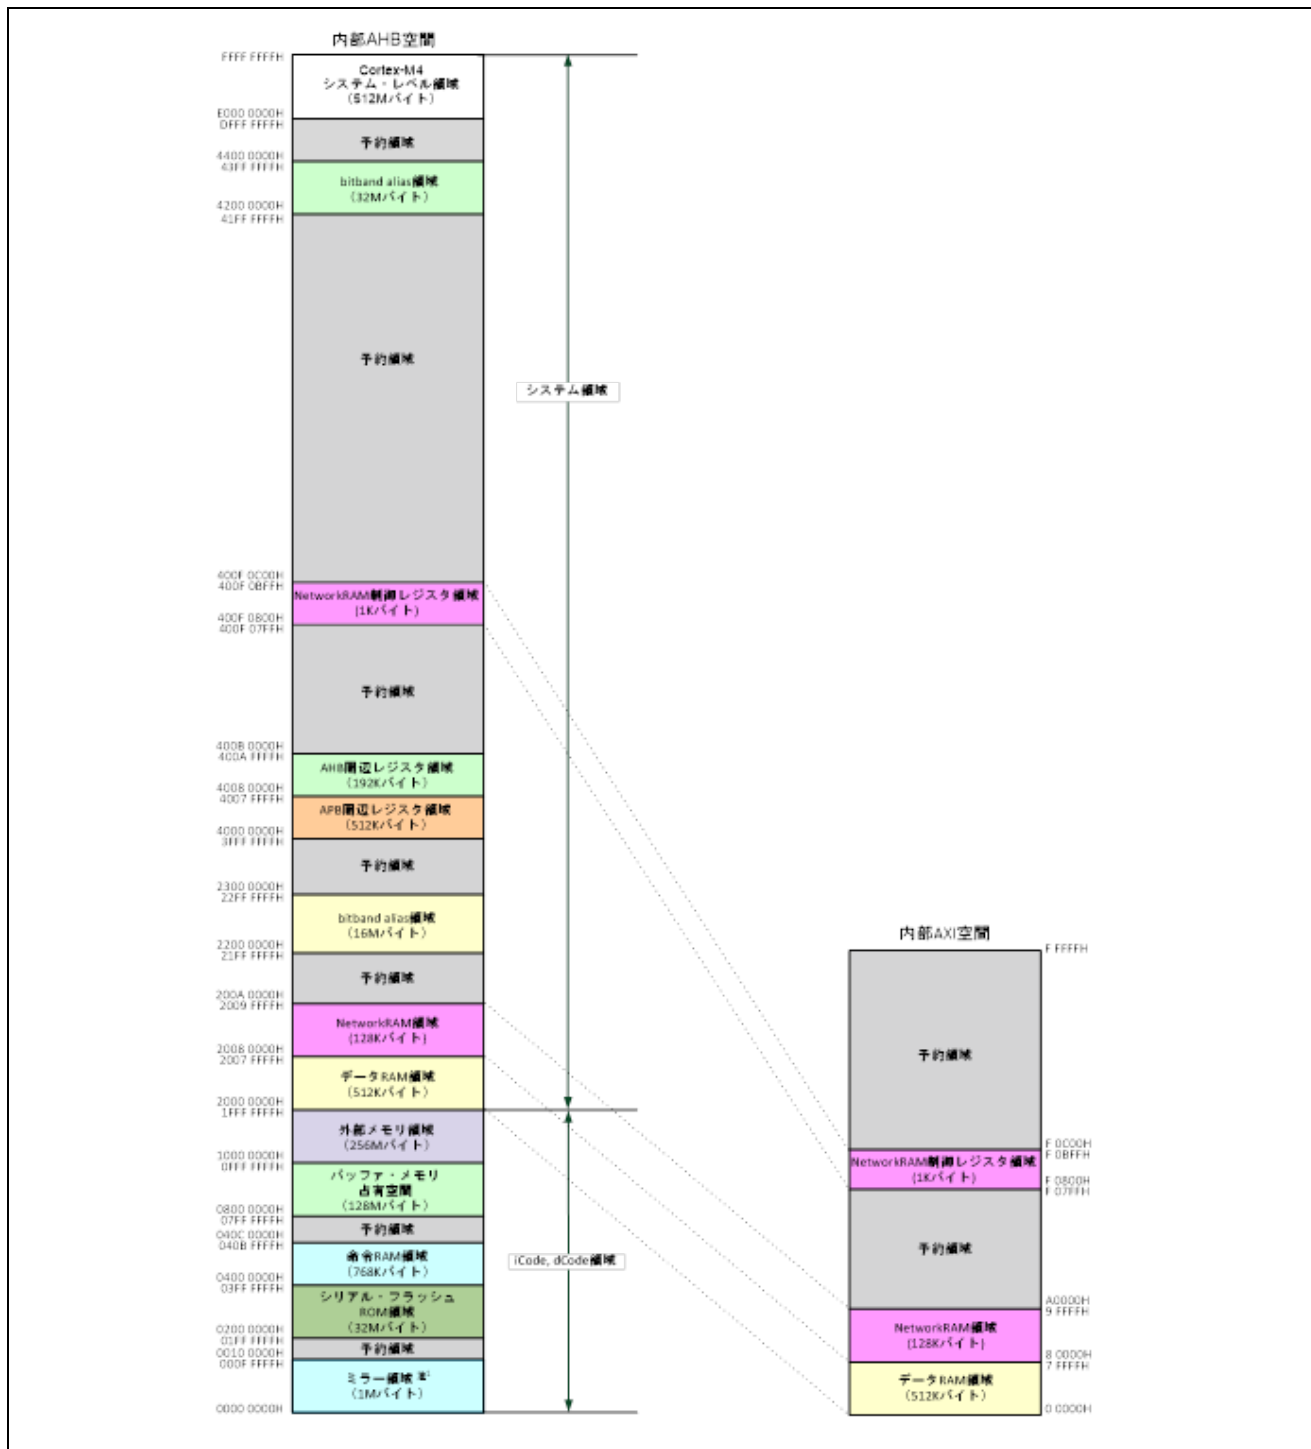 内部AHB空間
FFFF FFFFH
Cortex-M4
システム・レベル領域
（512Mバイト）
E000 0000H
DFFF FFFFH
予約領域
4400 0000H
43FF FFFFH
bitband alias領域
（32Mバイト）
4200 0000H
41FF FFFFH
予約領域
システム領域
400F 0C00H
400F 0BFFH
NetworkRAM制御レジスタ領域
(1Kバイト)
400F 0800H
400F 07FFH
予約領域
400B 0000H
400A FFFFH
AHB周辺レジスタ領域
（192Kバイト）
4008 0000H
4007 FFFFH
APB周辺レジスタ領域
（512Kバイト）
4000 0000H
3FFF FFFFH
予約領域
2300 0000H
22FF FFFFH
bitband alias領域
（16Mバイト）
2200 0000H
21FF FFFFH
予約領域
200A 0000H
2009 FFFFH
NetworkRAM領域
(128Kバイト)
2008 0000H
2007 FFFFH
データRAM領域
（512Kバイト）
2000 0000H
1FFF FFFFH
外部メモリ領域
（256Mバイト）
1000 0000H
0FFF FFFFH
バッファ・メモリ
占有空間
（128Mバイト）
0800 0000H
07FF FFFFH
予約領域
040C 0000H
040B FFFFH
命令RAM領域
（768Kバイト）
iCode, dCode領域
0400 0000H
03FF FFFFH
シリアル・フラッシュ
ROM領域
（32Mバイト）
0200 0000H
01FF FFFFH
予約領域
0010 0000H
000F FFFFH
ミラー領域 注1
（1Mバイト）
0000 0000H
内部AXI空間
F FFFFH
予約領域
F 0C00H
F 0BFFH
NetworkRAM制御レジスタ領域
(1Kバイト)
F 0800H
F 07FFH
予約領域
A0000H
9 FFFFH
NetworkRAM領域
(128Kバイト)
8 0000H
7 FFFFH
データRAM領域
（512Kバイト）
0 0000H